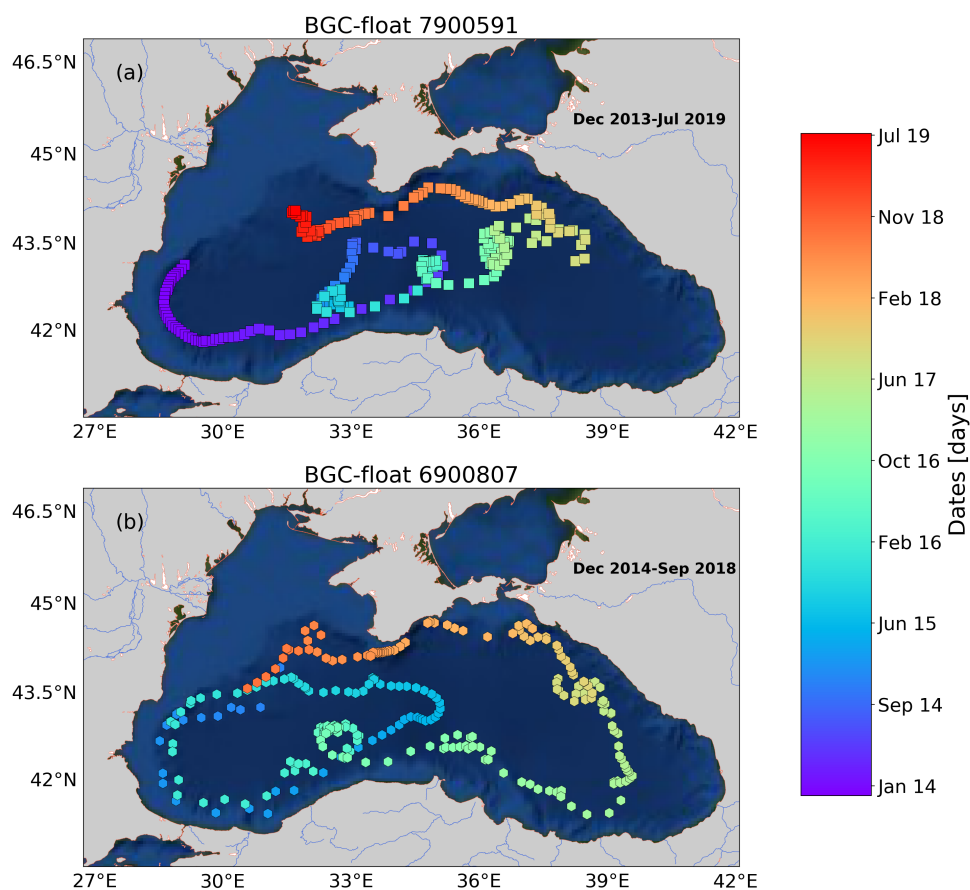 BGC-float 7900591
(a)
Dec 2013-Jul 2019
46.5°N
45°N
43.5°N
42°N
27°E 30°E 33°E 36°E 39°E 42°E
BGC-float 6900807
(b)
Dec 2014-Sep 2018
46.5°N
45°N
43.5°N
42°N
27°E 30°E 33°E 36°E 39°E 42°E
Jul 19
Nov 18
Feb 18
Jun 17
Oct 16
Feb 16
Jun 15
Sep 14
Jan 14
Dates [days]